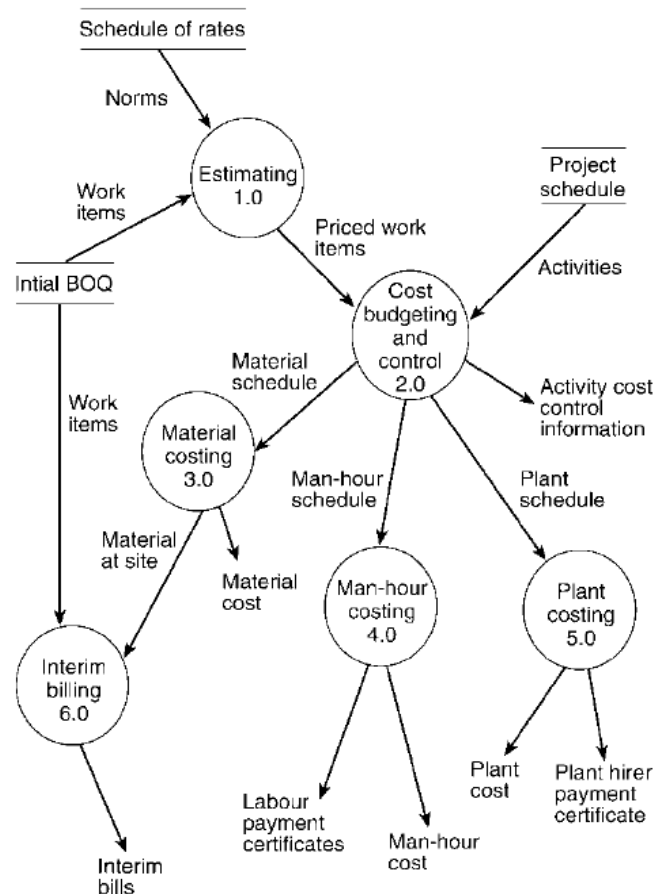 Schedule of rates
Norms
Estimating
1.0
Work
items
Project
schedule
Priced work
items
Activities
Intial BOQ
Cost
budgeting
and
control
2.0
Material
schedule
Activity cost
control
information
Work
items
Material
costing
3.0
Man-hour
schedule
Plant
schedule
Material
at site
Material
cost
Man-hour
costing
4.0
Plant
costing
5.0
Interim
billing
6.0
Labour
payment
certificates
Man-hour
cost
Plant
cost
Plant hirer
payment
certificate
Interim
bills